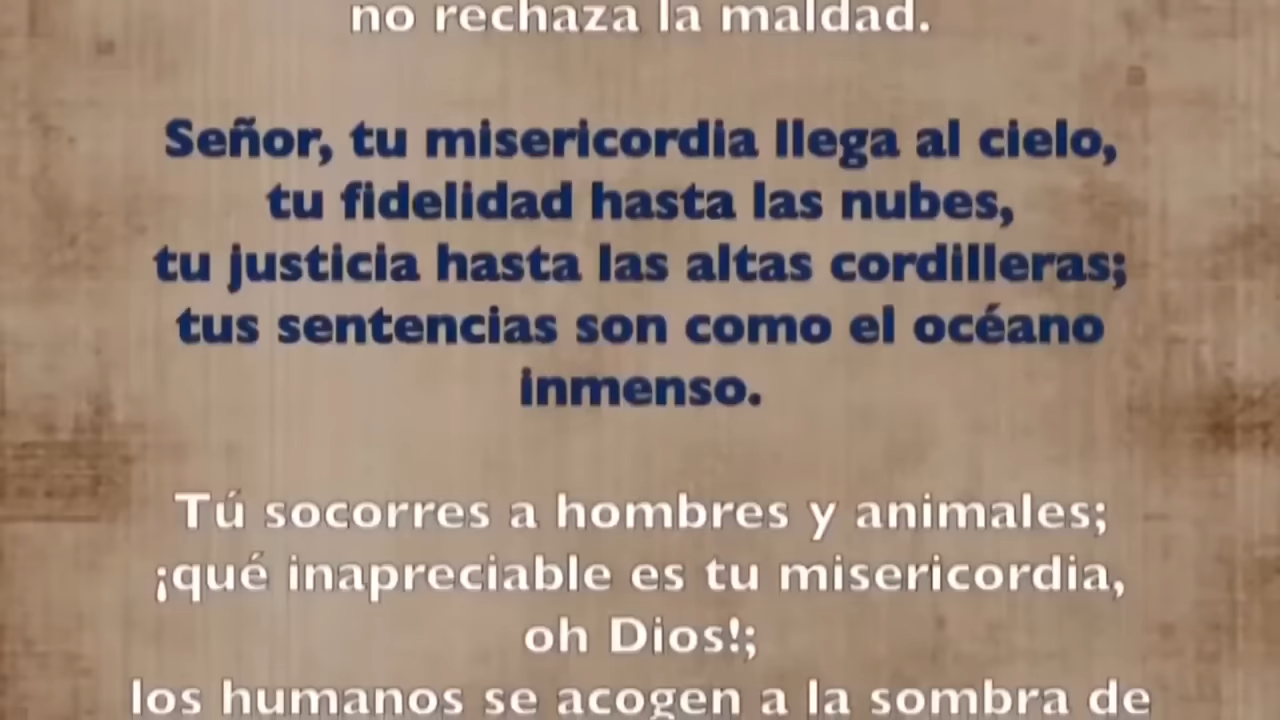 no rechaza la maldad.
Señor, tu misericordia llega al cielo,
tu fidelidad hasta las nubes,
tu justicia hasta las altas cordilleras;
tus sentencias son como el océano
inmenso.
Tú socorres a hombres y animales;
¡qué inapreciable es tu misericordia,
oh Dios!;
los humanos se acogen a la sombra de